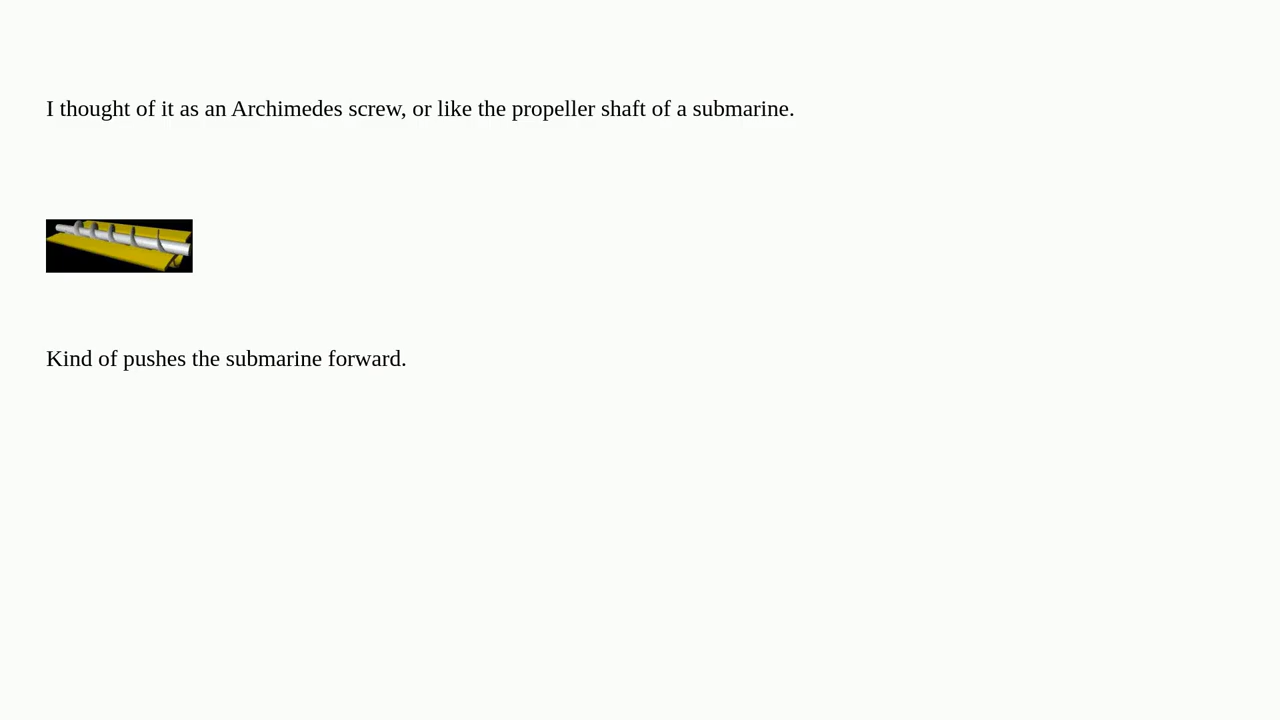 I thought of it as an Archimedes screw, or like the propeller shaft of a submarine.
Kind of pushes the submarine forward.